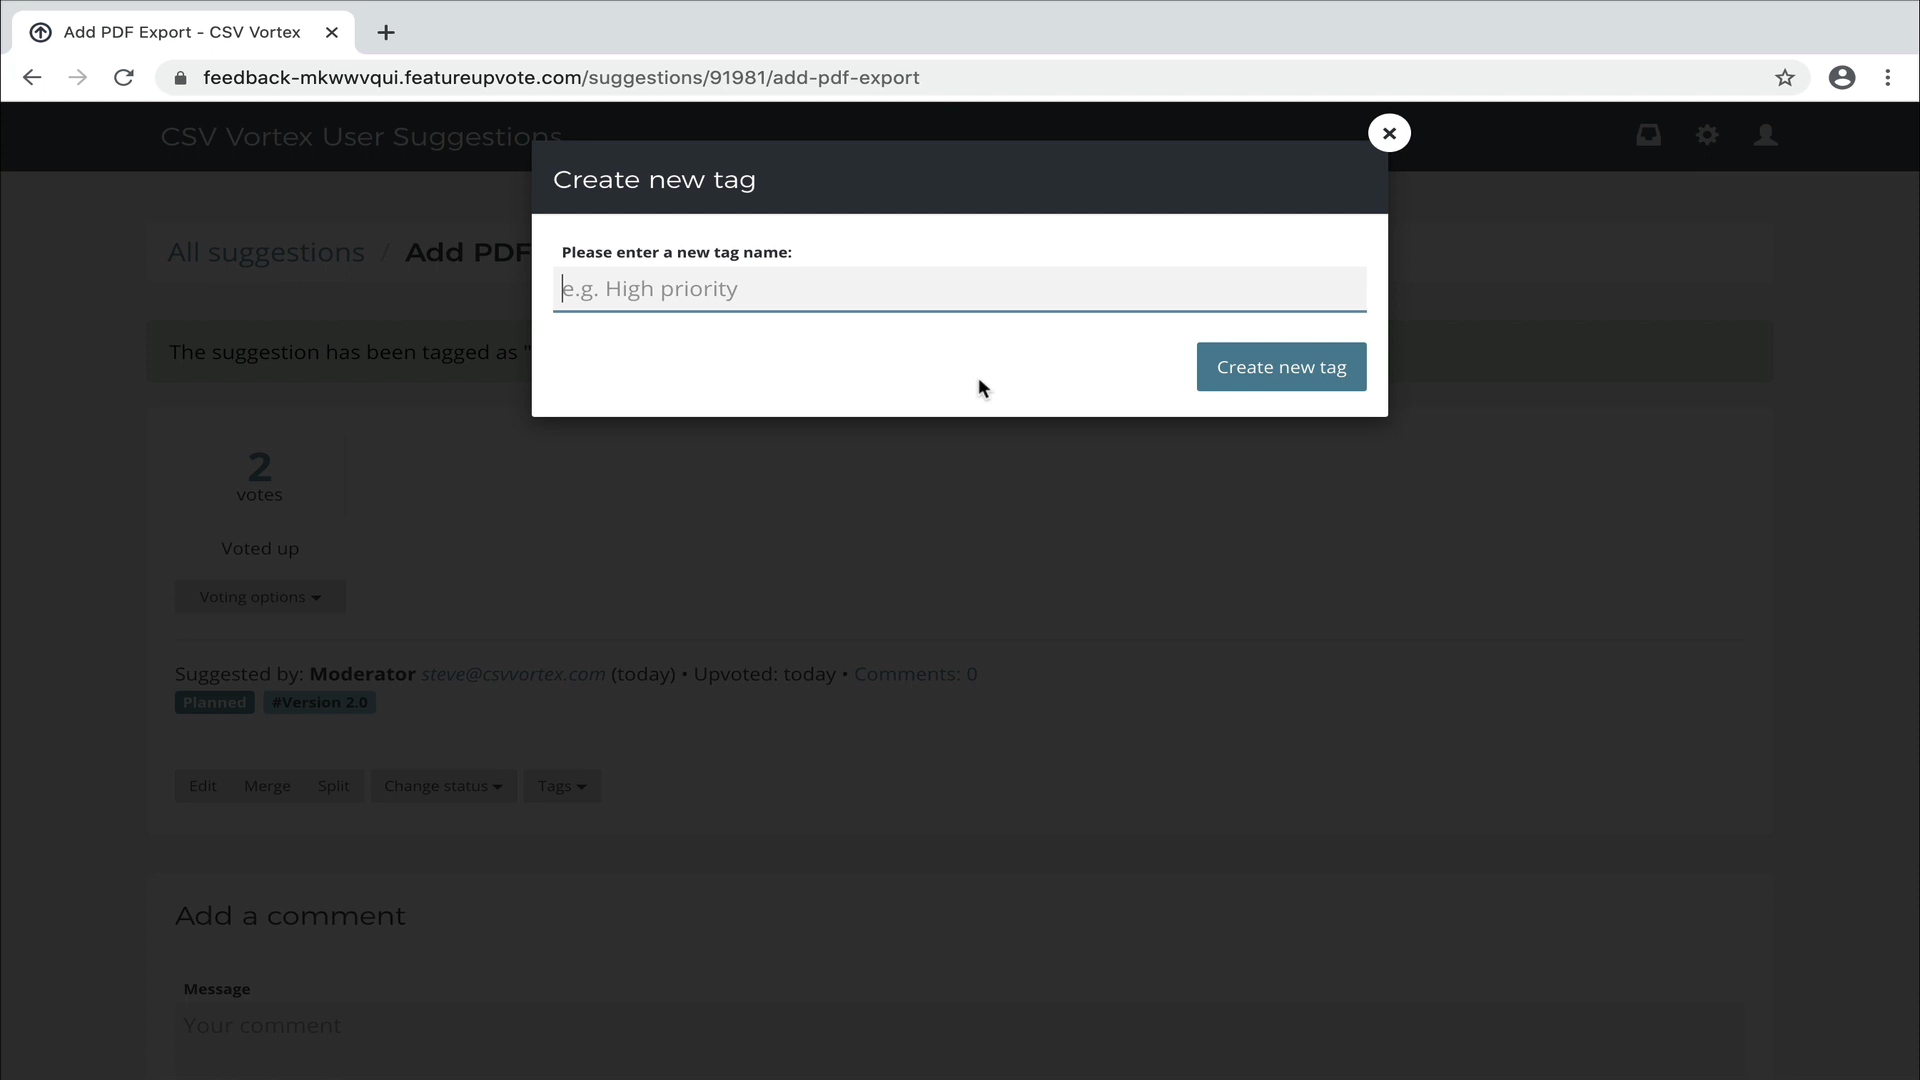 Add PDF Export - CSV Vortex
feedback-mkwwvqui.featureupvote.com/suggestions/91981/add-pdf-export
CSV Vortex User Suggestions
Create new tag
All suggestions / Add PDF
Please enter a new tag name:
e.g. High priority
The suggestion has been tagged as "
Create new tag
2
votes
Voted up
Voting options
Suggested by: Moderator steve@csvvortex.com (today) • Upvoted: today • Comments: 0
Planned #Version 2.0
Edit Merge Split Change status Tags
Add a comment
Message
Your comment